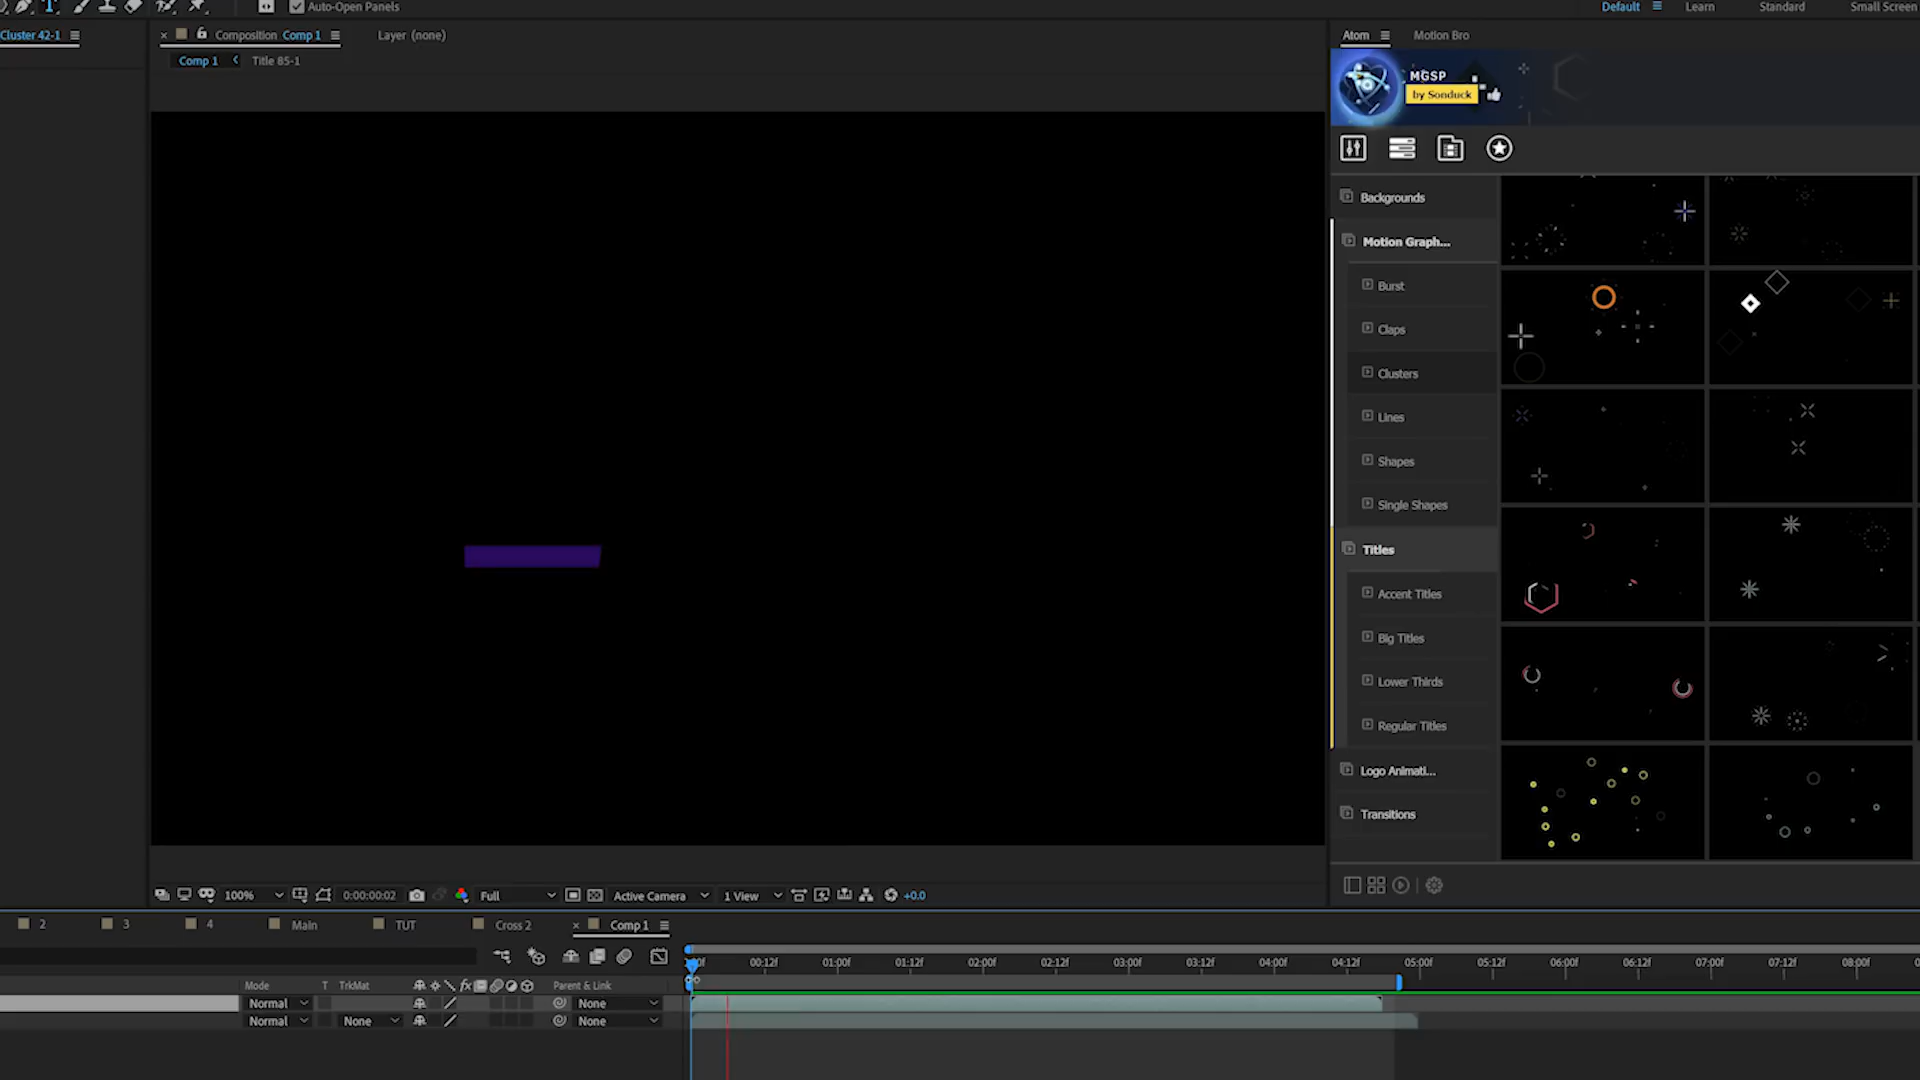 Auto-Open Panels
Default
Learn
Standard
Small Screen
Cluster 42-1
Composition Comp 1
Layer (none)
Atom
Motion Bro
Comp 1
Title 85-1
MGSP
by Sonduck
Backgrounds
Motion Graph...
Burst
Claps
Clusters
Lines
Shapes
Single Shapes
Titles
Accent Titles
Big Titles
Lower Thirds
Regular Titles
Logo Animati...
Transitions
100%
0:00:00:02
Full
Active Camera
1 View
+0.0
2
3
4
Main
TUT
Cross 2
Comp 1
00:12f
01:00f
01:12f
02:00f
02:12f
03:00f
03:12f
04:00f
04:12f
05:00f
05:12f
06:00f
06:12f
07:00f
07:12f
08:00f
Mode
T
TrkMat
fx
Parent & Link
Normal
None
Normal
None
None